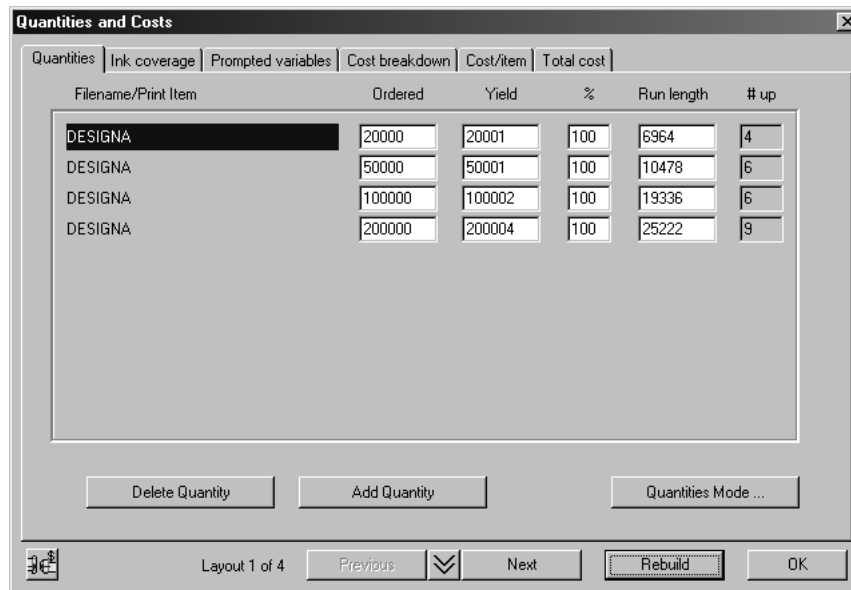 Quantities and Costs
Quantities Ink coverage Prompted variables Cost breakdown Cost/item Total cost
Filename/Print Item Ordered Yield % Run length # up
DESIGNA 20000 20001 100 6964 4
DESIGNA 50000 50001 100 10478 6
DESIGNA 100000 100002 100 19336 6
DESIGNA 200000 200004 100 25222 9
Delete Quantity Add Quantity Quantities Mode ...
Layout 1 of 4 Previous Next Rebuild OK